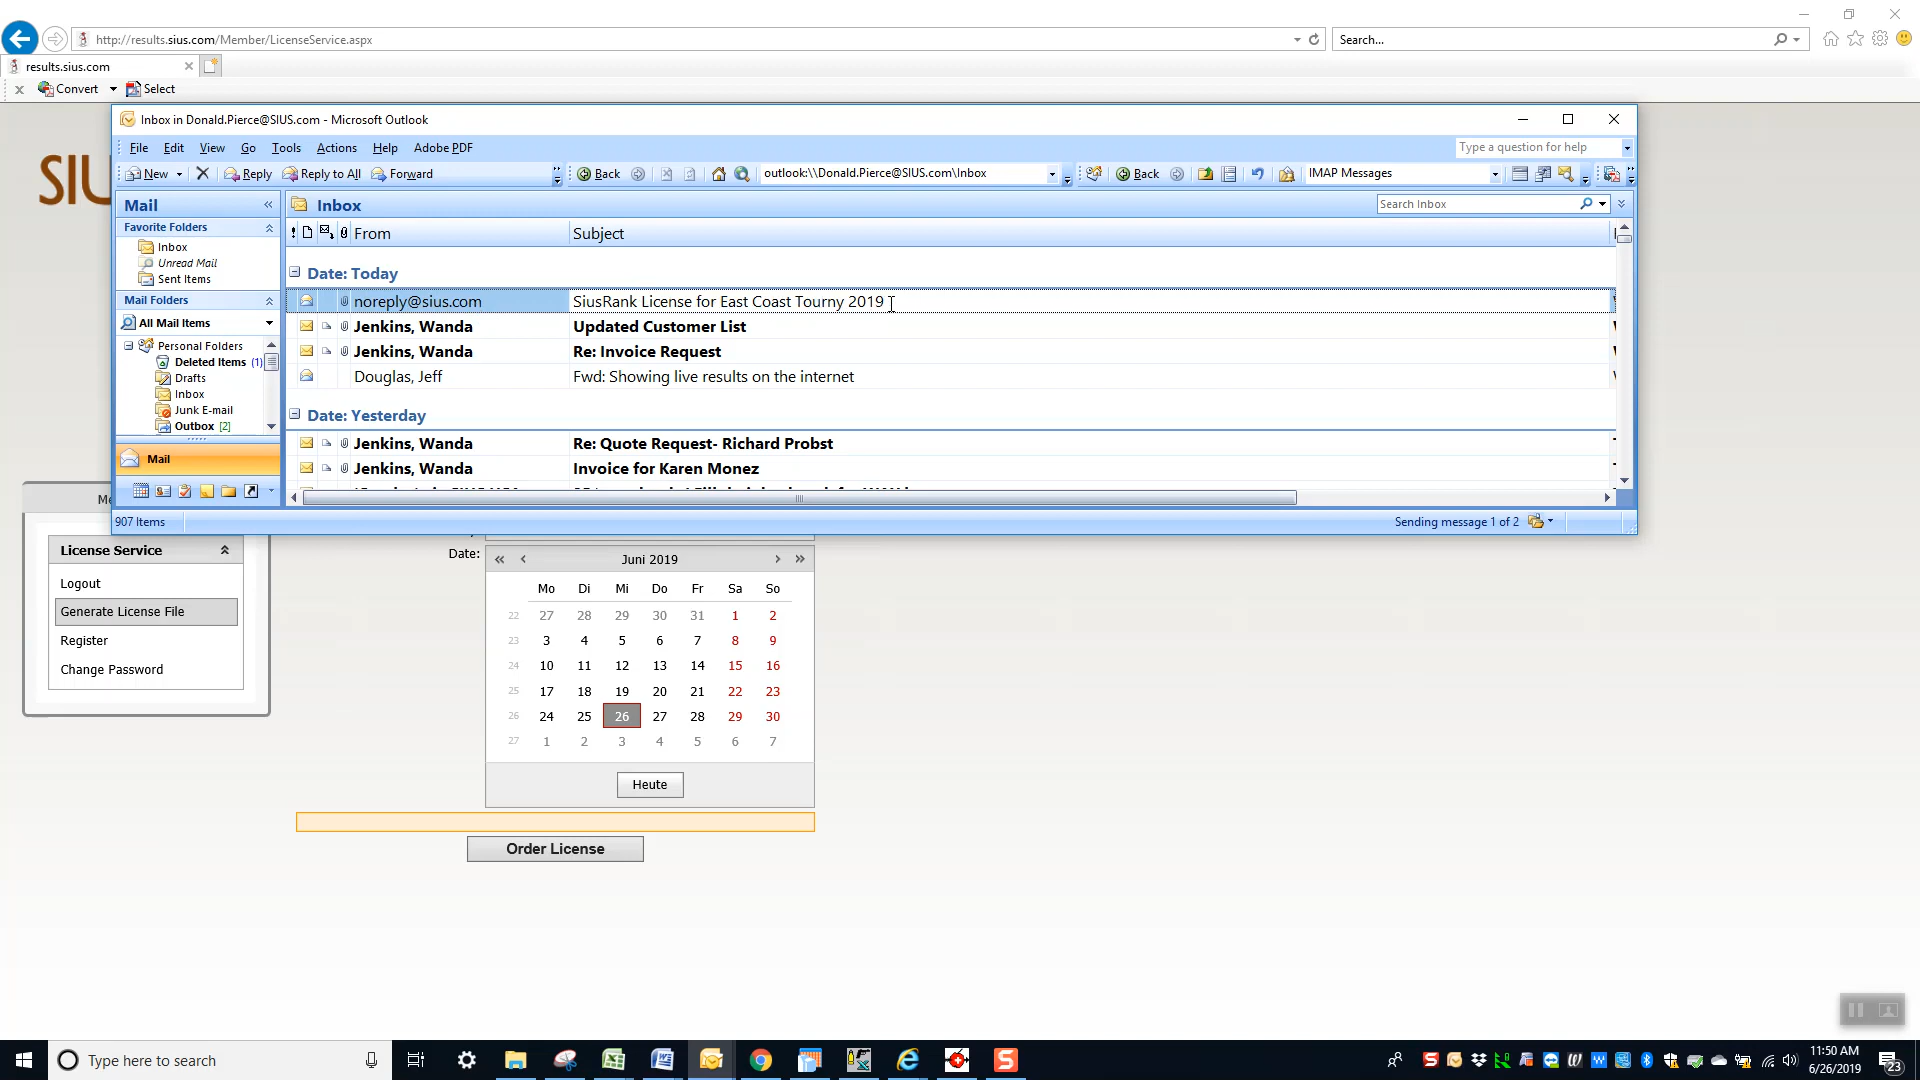 http://results.sius.com/Member/LicenseService.aspx
Search...
results.sius.com
Convert
Select
Inbox in Donald.Pierce@SIUS.com - Microsoft Outlook
File Edit View Go Tools Actions Help Adobe PDF
Type a question for help
New Reply Reply to All Forward
Back
outlook:\\Donald.Pierce@SIUS.com\Inbox
Back
IMAP Messages
Mail
Inbox
Search Inbox
Favorite Folders
Inbox
Unread Mail
Sent Items
Mail Folders
All Mail Items
Personal Folders
Deleted Items (1)
Drafts
Inbox
Junk E-mail
Outbox [2]
Mail
From Subject
Date: Today
noreply@sius.com SiusRank License for East Coast Tourny 2019
Jenkins, Wanda Updated Customer List
Jenkins, Wanda Re: Invoice Request
Douglas, Jeff Fwd: Showing live results on the internet
Date: Yesterday
Jenkins, Wanda Re: Quote Request- Richard Probst
Jenkins, Wanda Invoice for Karen Monez
907 Items
Sending message 1 of 2
License Service
Logout
Generate License File
Register
Change Password
Date:
Juni 2019
Mo Di Mi Do Fr Sa So
22 27 28 29 30 31 1 2
23 3 4 5 6 7 8 9
24 10 11 12 13 14 15 16
25 17 18 19 20 21 22 23
26 24 25 26 27 28 29 30
27 1 2 3 4 5 6 7
Heute
Order License
Type here to search
11:50 AM
6/26/2019
23